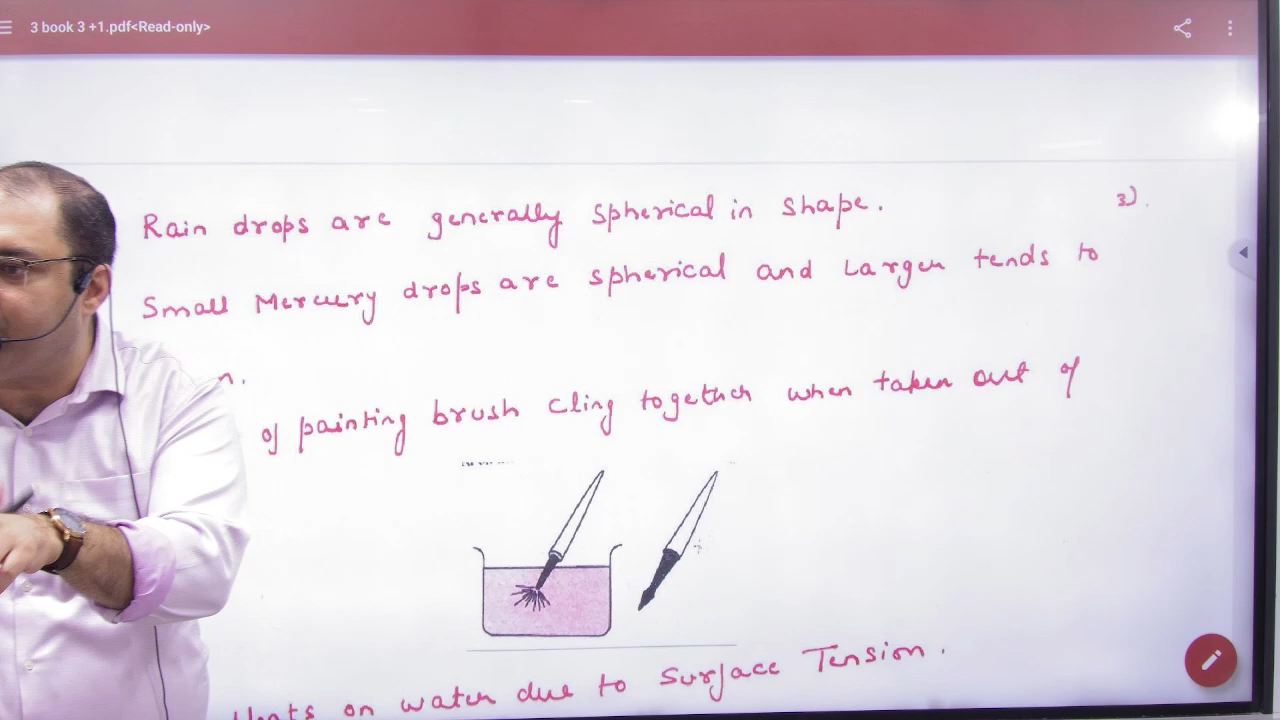 3 book 3 +1.pdf<Read-only>
Rain drops are generally spherical in shape.
3).
Small Mercury drops are spherical and Larger tends to
n.
of painting brush cling together when taken out of
on water due to Surface Tension.